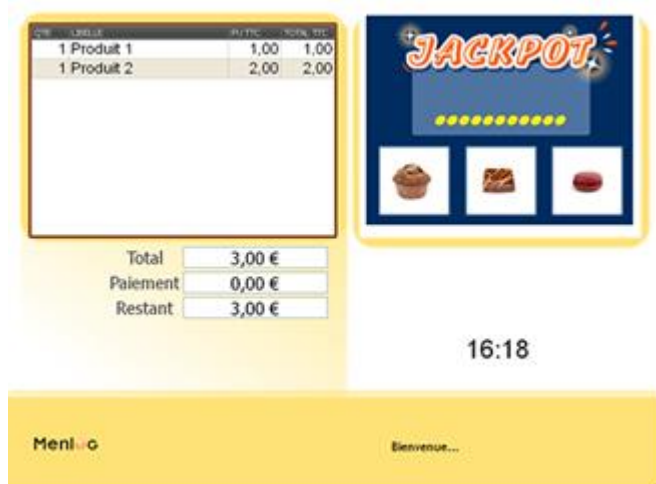 QTE LIBELLE PU TTC TOTAL TTC
1 Produit 1 1,00 1,00
1 Produit 2 2,00 2,00
JACKPOT
Total 3,00 €
Paiement 0,00 €
Restant 3,00 €
16:18
Menlog
Bienvenue...